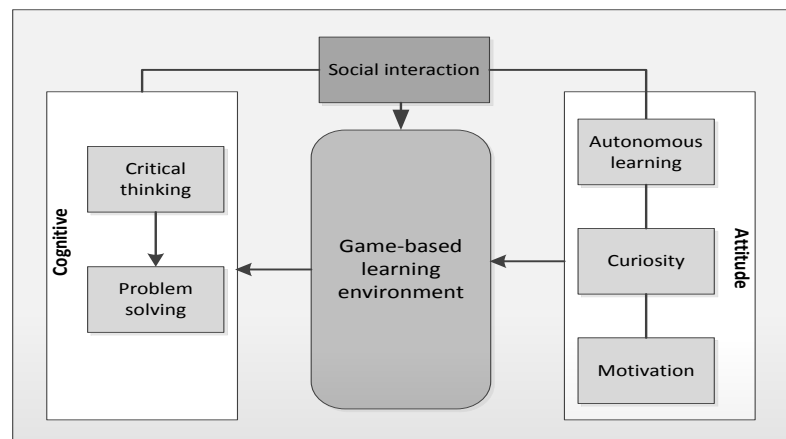 Social interaction
Cognitive
Critical
thinking
Problem
solving
Game-based
learning
environment
Autonomous
learning
Curiosity
Motivation
Attitude